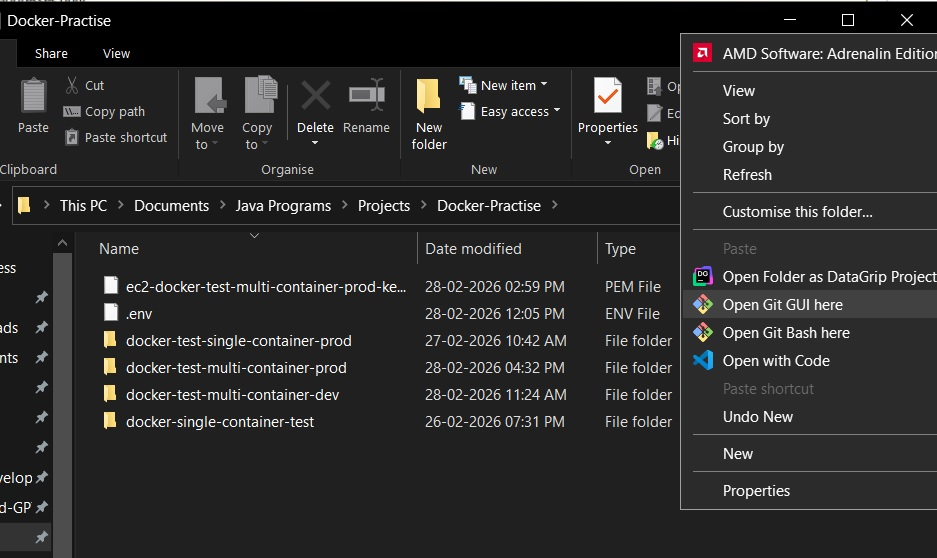 Docker-Practise
Share View
Cut
Copy path
Paste shortcut
Paste
Move to
Copy to
Delete
Rename
New folder
New item
Easy access
Properties
Clipboard
Organise
New
Open
This PC > Documents > Java Programs > Projects > Docker-Practise >
Name Date modified Type
ec2-docker-test-multi-container-prod-ke... 28-02-2026 02:59 PM PEM File
.env 28-02-2026 12:05 PM ENV File
docker-test-single-container-prod 27-02-2026 10:42 AM File folder
docker-test-multi-container-prod 28-02-2026 04:32 PM File folder
docker-test-multi-container-dev 28-02-2026 11:24 AM File folder
docker-single-container-test 26-02-2026 07:31 PM File folder
ess
ads
nts
velop
d-GP
AMD Software: Adrenalin Edition
View
Sort by
Group by
Refresh
Customise this folder...
Paste
DG Open Folder as DataGrip Project
Open Git GUI here
Open Git Bash here
Open with Code
Paste shortcut
Undo New
New
Properties